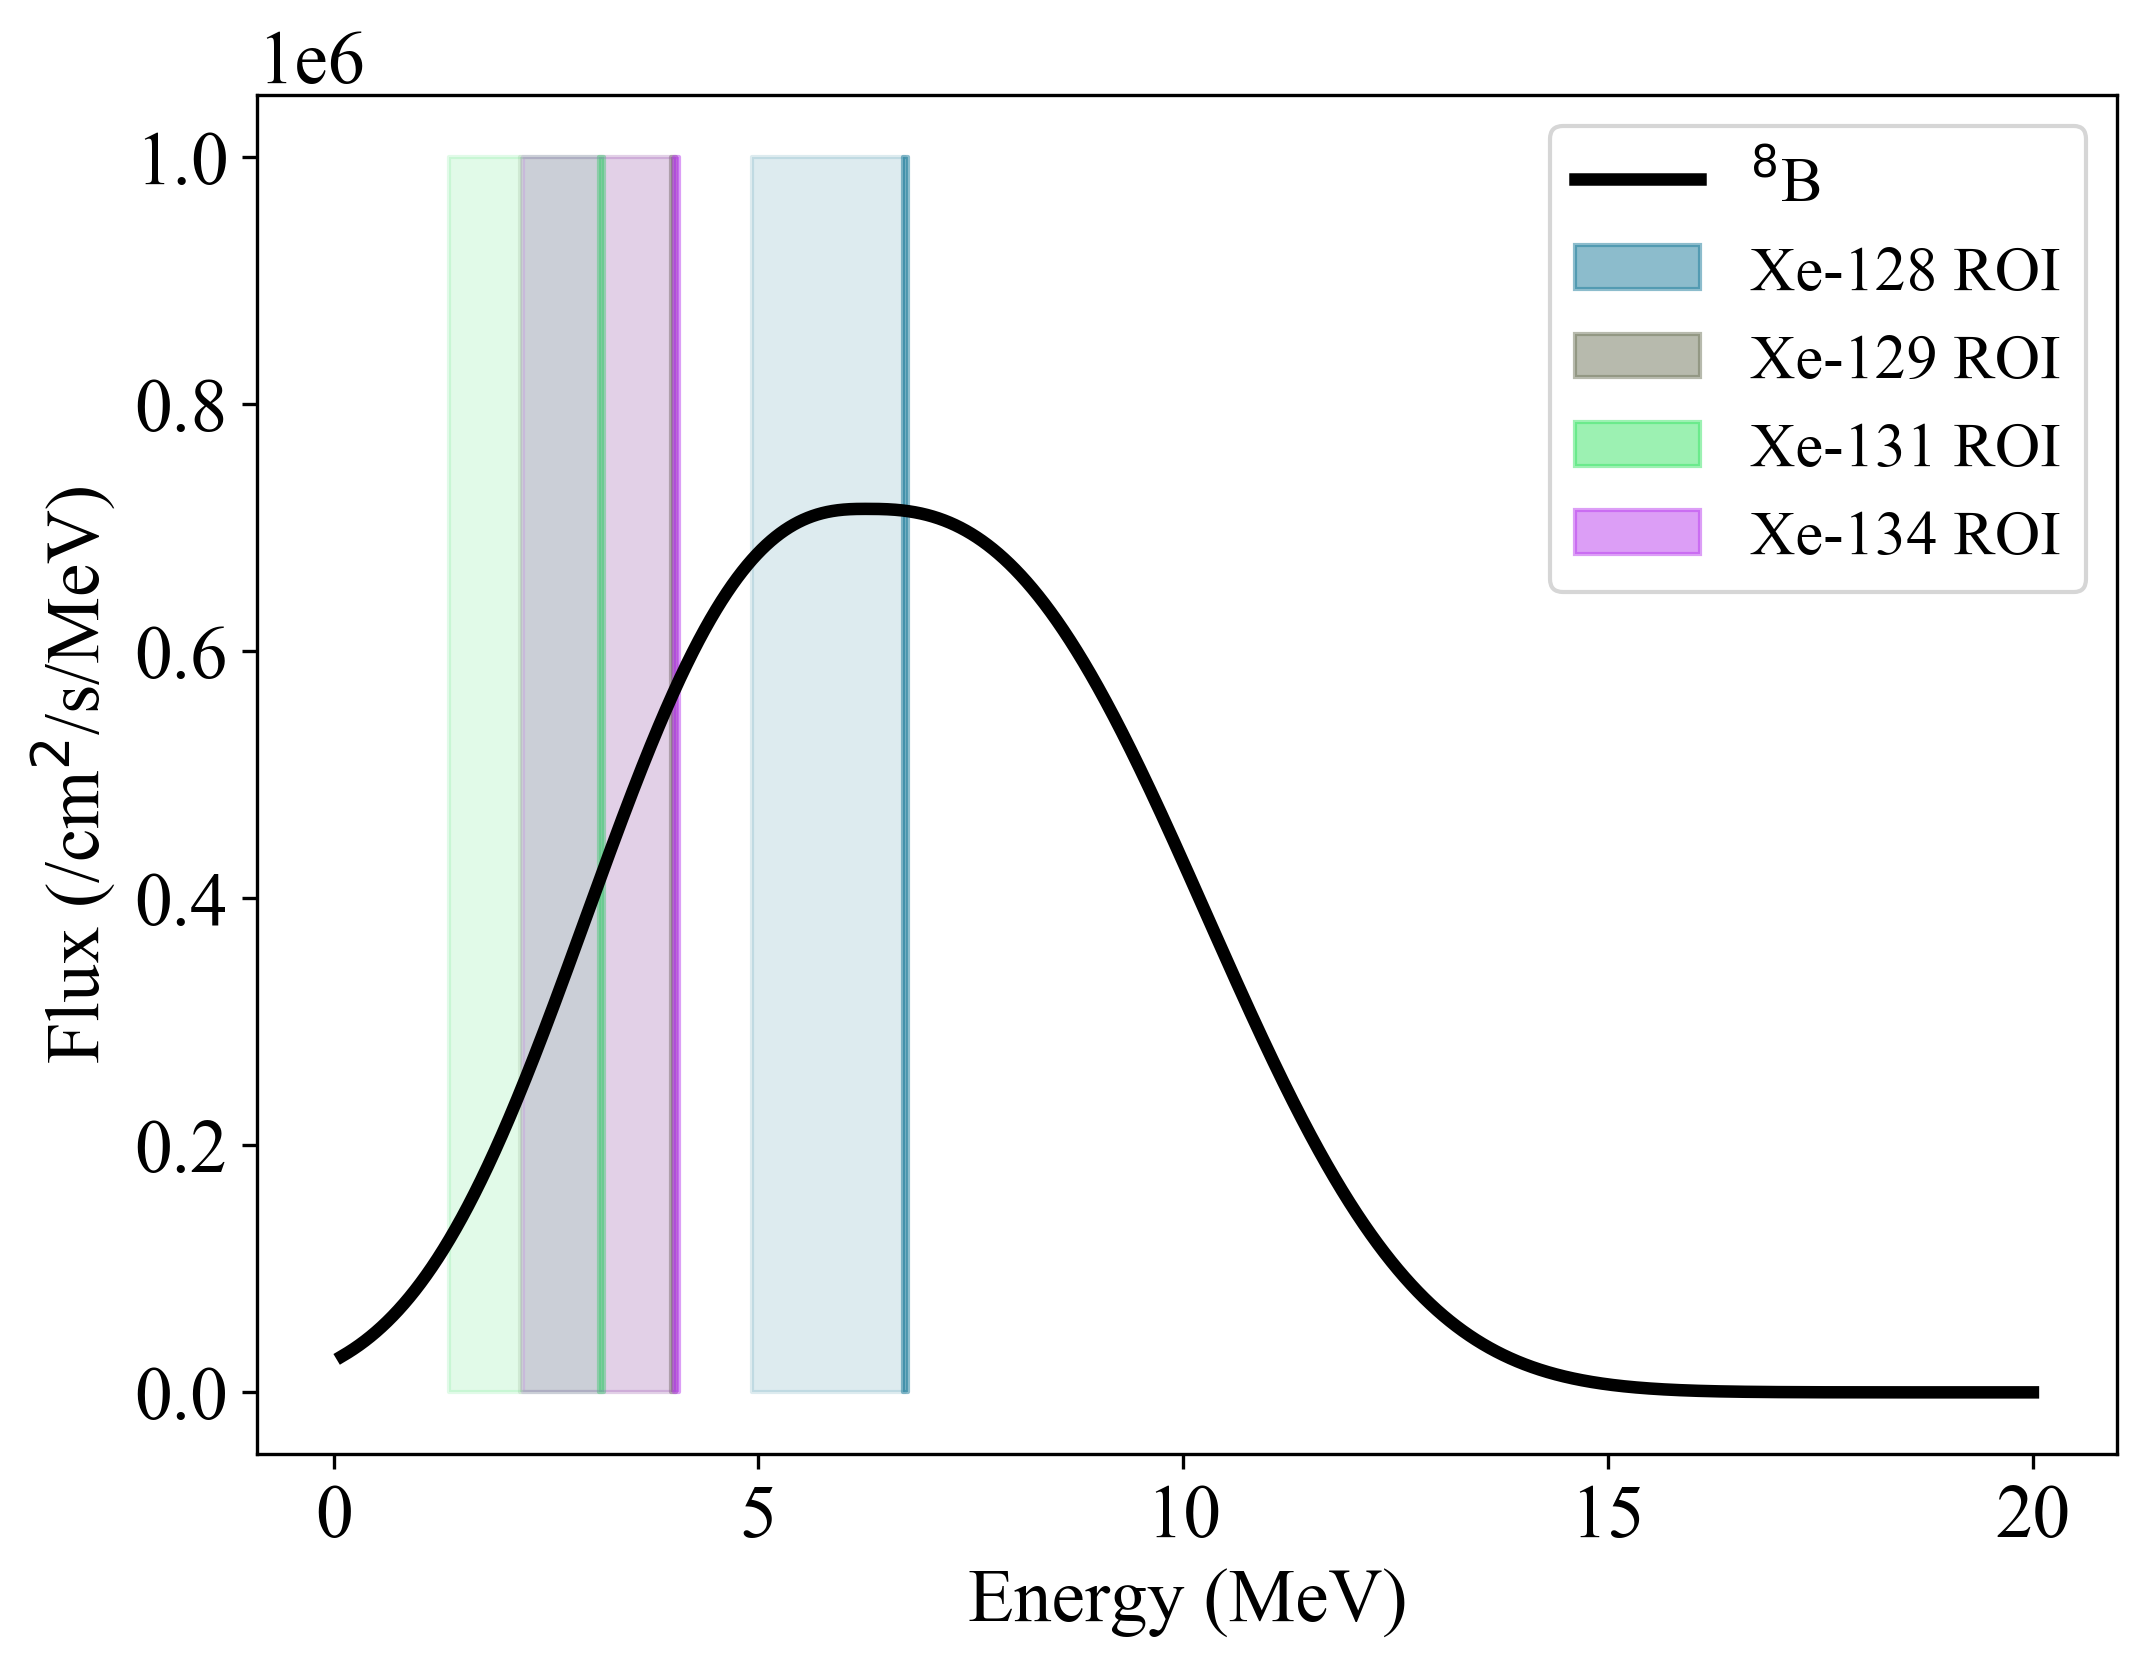 1e6
1.0
0.8
0.6
0.4
0.2
0.0
Flux (/cm²/s/MeV)
⁸B
Xe-128 ROI
Xe-129 ROI
Xe-131 ROI
Xe-134 ROI
0 5 10 15 20
Energy (MeV)